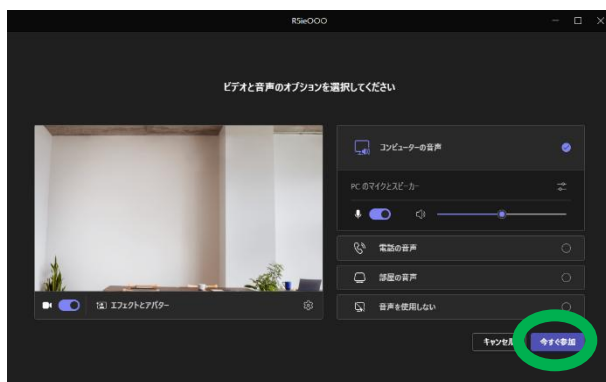 R5ieOOO
ビデオと音声のオプションを選択してください
コンピューターの音声
PC のマイクとスピーカー
電話の音声
部屋の音声
音声を使用しない
エフェクトとアバター
キャンセル
今すぐ参加